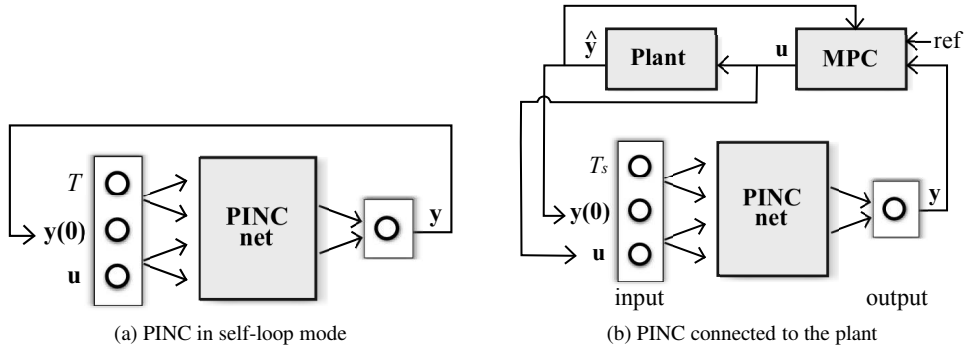 T
y(0)
u
PINC
net
y
(a) PINC in self-loop mode
ŷ
Plant
u
MPC
ref
Tₛ
y(0)
u
PINC
net
y
input
output
(b) PINC connected to the plant